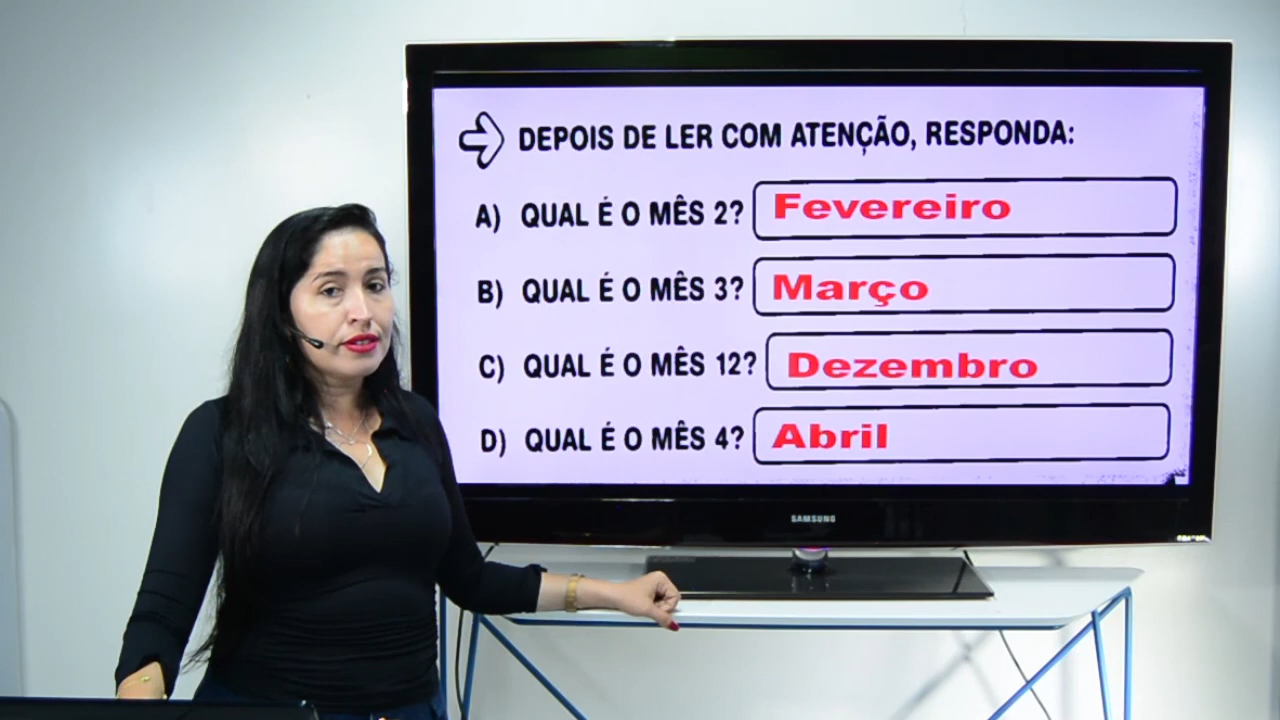 DEPOIS DE LER COM ATENÇÃO, RESPONDA:
A) QUAL É O MÊS 2? Fevereiro
B) QUAL É O MÊS 3? Março
C) QUAL É O MÊS 12? Dezembro
D) QUAL É O MÊS 4? Abril
SAMSUNG